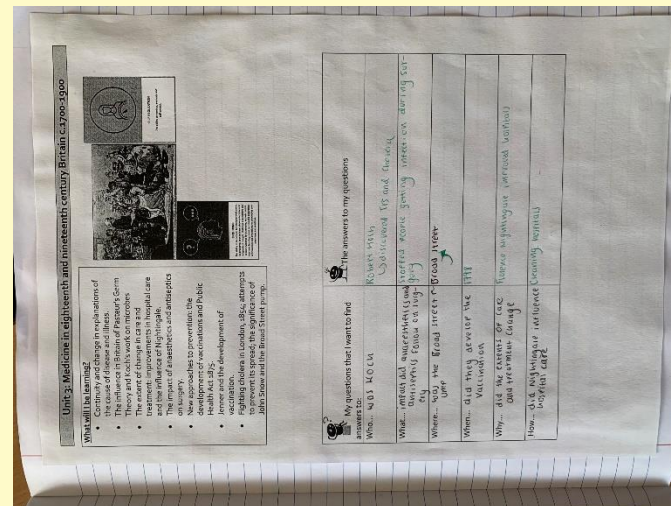 Unit 3: Medicine in eighteenth and nineteenth century Britain c.1700-1900
What will be learning?
• Continuity and change in explanations of
the cause of disease and illness.
• The influence in Britain of Pasteur's Germ
Theory and Koch's work on microbes
• The extent of change in care and
treatment: improvements in hospital care
and the influence of Nightingale.
• The impact of anaesthetics and antiseptics
on surgery.
• New approaches to prevention: the
development of vaccinations and Public
Health Act 1875.
• Jenner and the development of
vaccination.
• Fighting cholera in London, 1854; attempts
to prevent its spread; the significance of
John Snow and the Broad Street pump.
My questions that I want to find
answers to:
The answers to my questions
Who... was Koch
Robert Koch
discovered TB and cholera
What... impact did anaesthetics and
antiseptics have on surg-
ery
stopped people getting infection during sur-
gery
Where... was the Broad street
pump
Broad street
When... did they develop the
vaccination
Why... did the extents of care
and treatment change
florence nightingale improved hospitals
How... did Nightingale influence
hospital care
cleaning hospitals